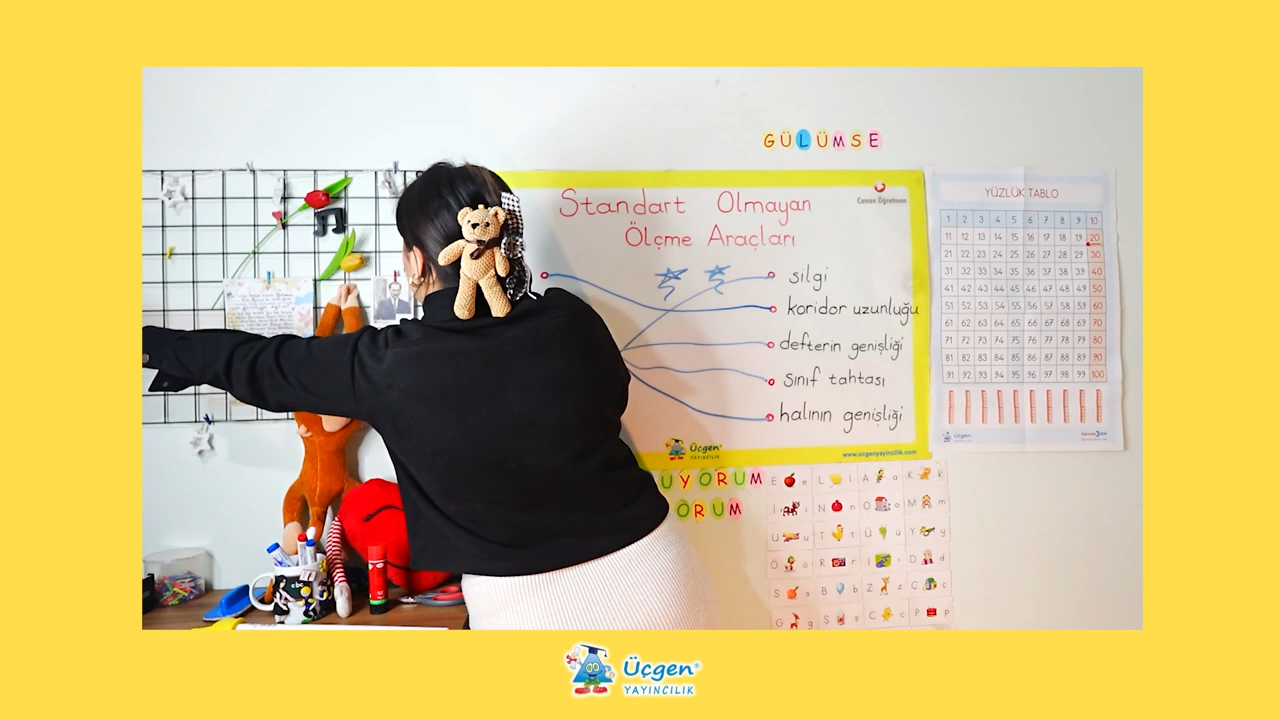 GÜLÜMSE
Standart Olmayan
Ölçme Araçları
Canan Öğretmen
silgi
koridor uzunluğu
defterin genişliği
sınıf tahtası
halının genişliği
Üçgen
YAYINCILIK
www.ucgenyayincilik.com
YÜZLÜK TABLO
1 2 3 4 5 6 7 8 9 10
11 12 13 14 15 16 17 18 19 20
21 22 23 24 25 26 27 28 29 30
31 32 33 34 35 36 37 38 39 40
41 42 43 44 45 46 47 48 49 50
51 52 53 54 55 56 57 58 59 60
61 62 63 64 65 66 67 68 69 70
71 72 73 74 75 76 77 78 79 80
81 82 83 84 85 86 87 88 89 90
91 92 93 94 95 96 97 98 99 100
Üçgen
UYORUM
ORUM
E e L l A a K k
İ i N n O o M m
U u T t Ü ü Y y
Ö ö R r I ı D d
S s B b Z z Ç ç
G g Ş ş C c P p
abc
Üçgen®
YAYINCILIK